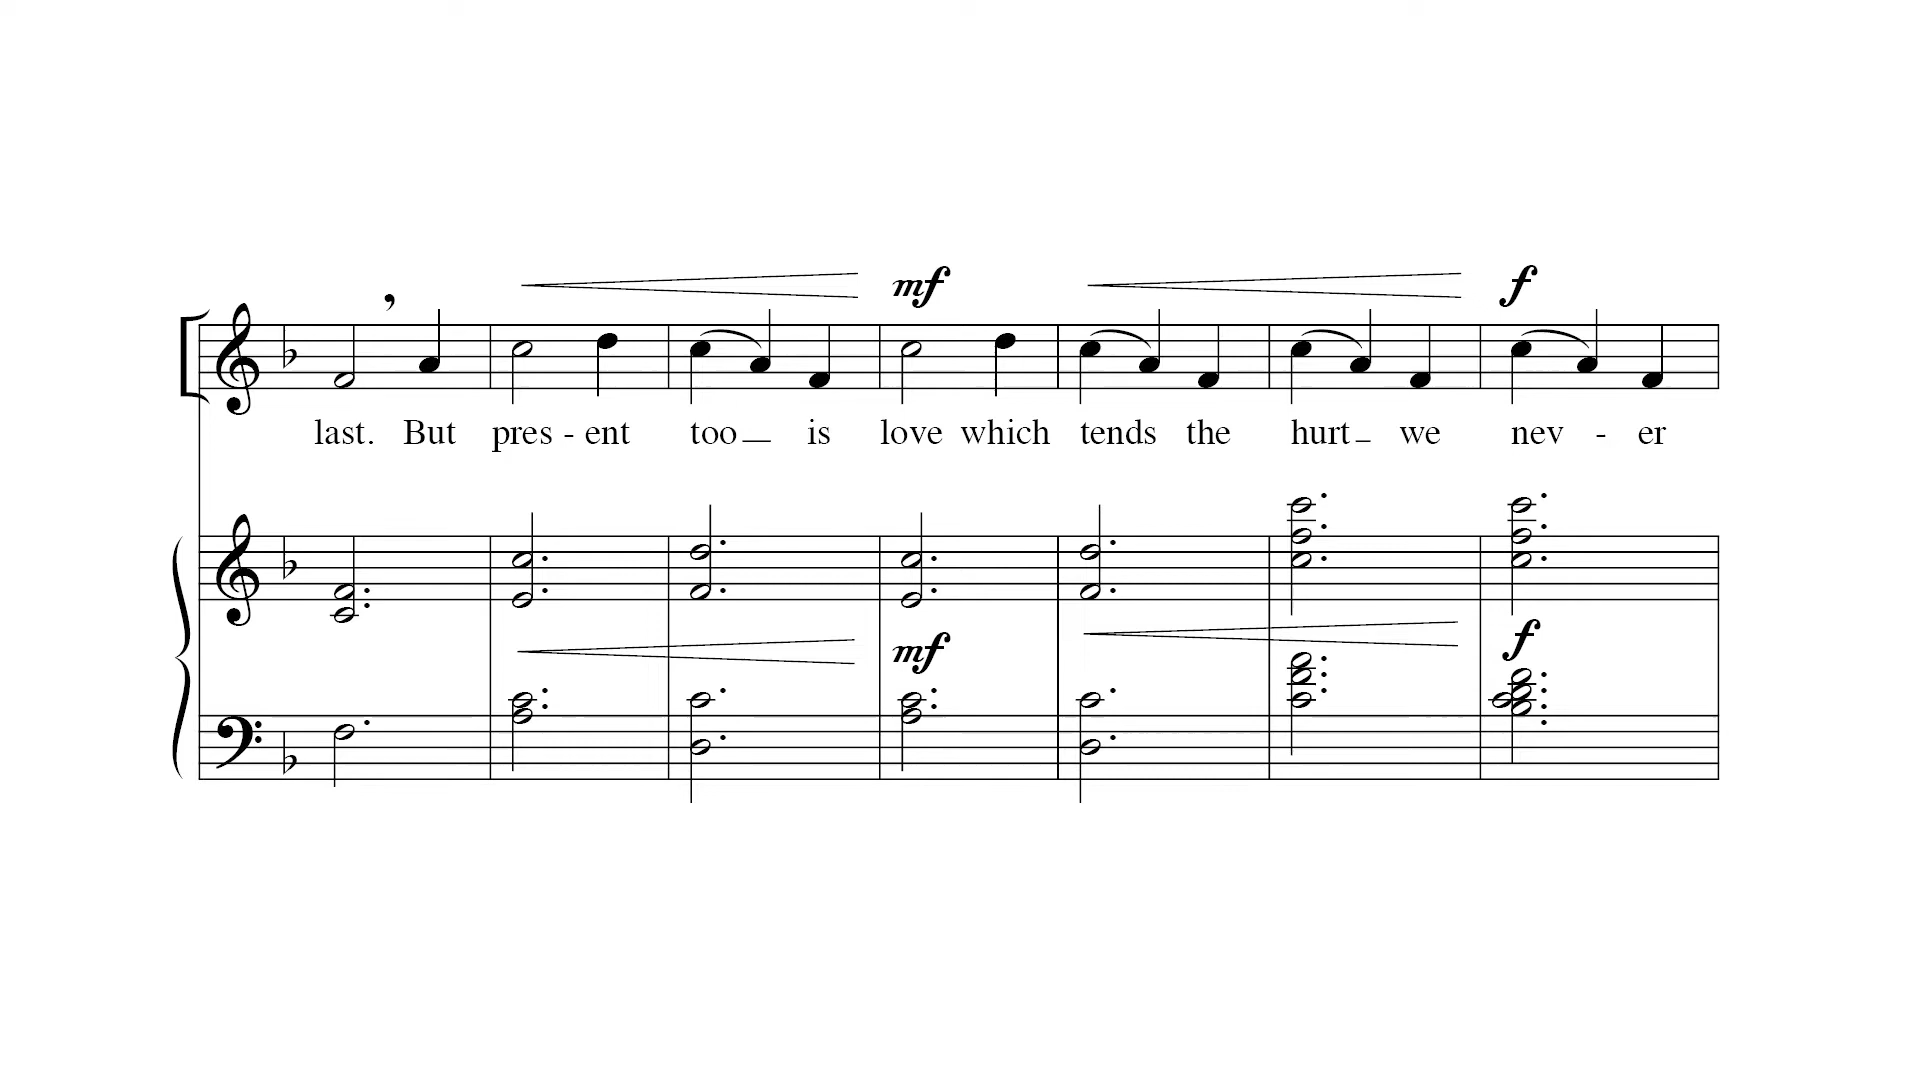 mf f
last. But pres - ent too is love which tends the hurt we nev - er
mf f